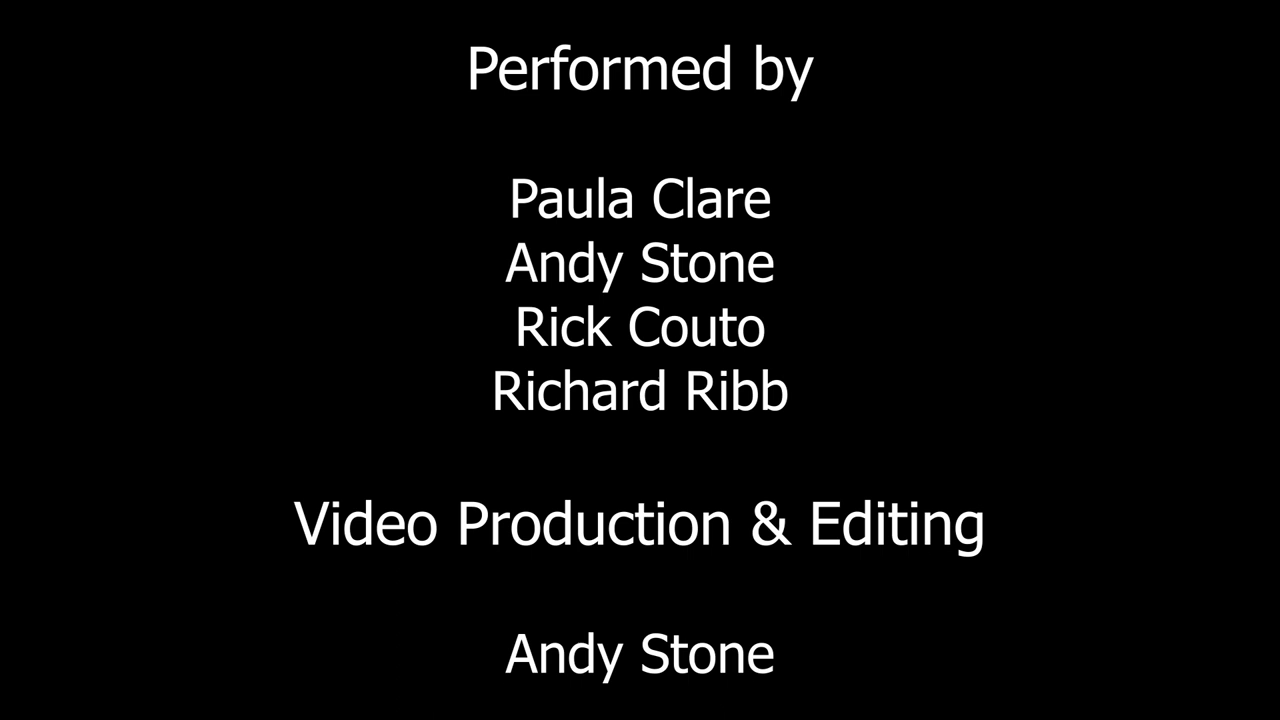 Performed by
Paula Clare
Andy Stone
Rick Couto
Richard Ribb
Video Production & Editing
Andy Stone